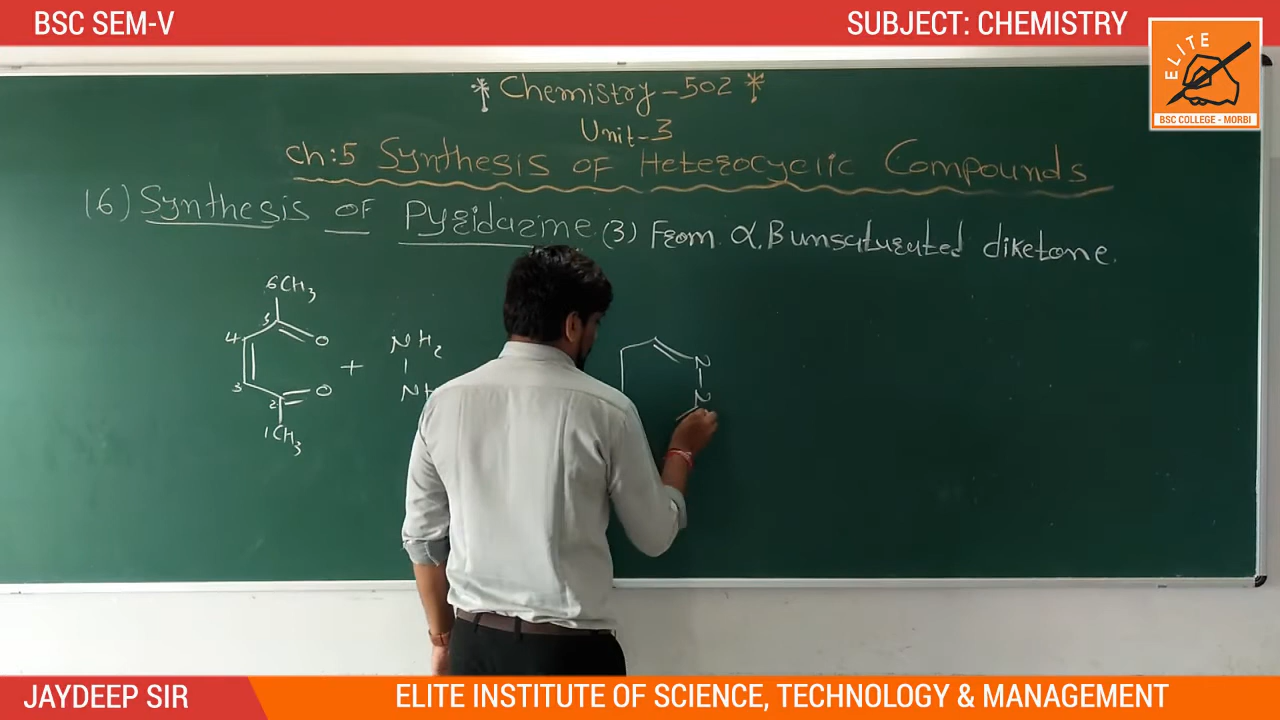 BSC SEM-V
SUBJECT: CHEMISTRY
ELITE
BSC COLLEGE - MORBI
* Chemistry-502 *
Unit-3
Ch:5 Synthesis of Heterocyclic Compounds
16) Synthesis of Pyridazine (3) From α,B unsaturated diketone.
6CH3
5
4
O
3
O
2
1CH3
+
NH2
N
N
N
JAYDEEP SIR
ELITE INSTITUTE OF SCIENCE, TECHNOLOGY & MANAGEMENT